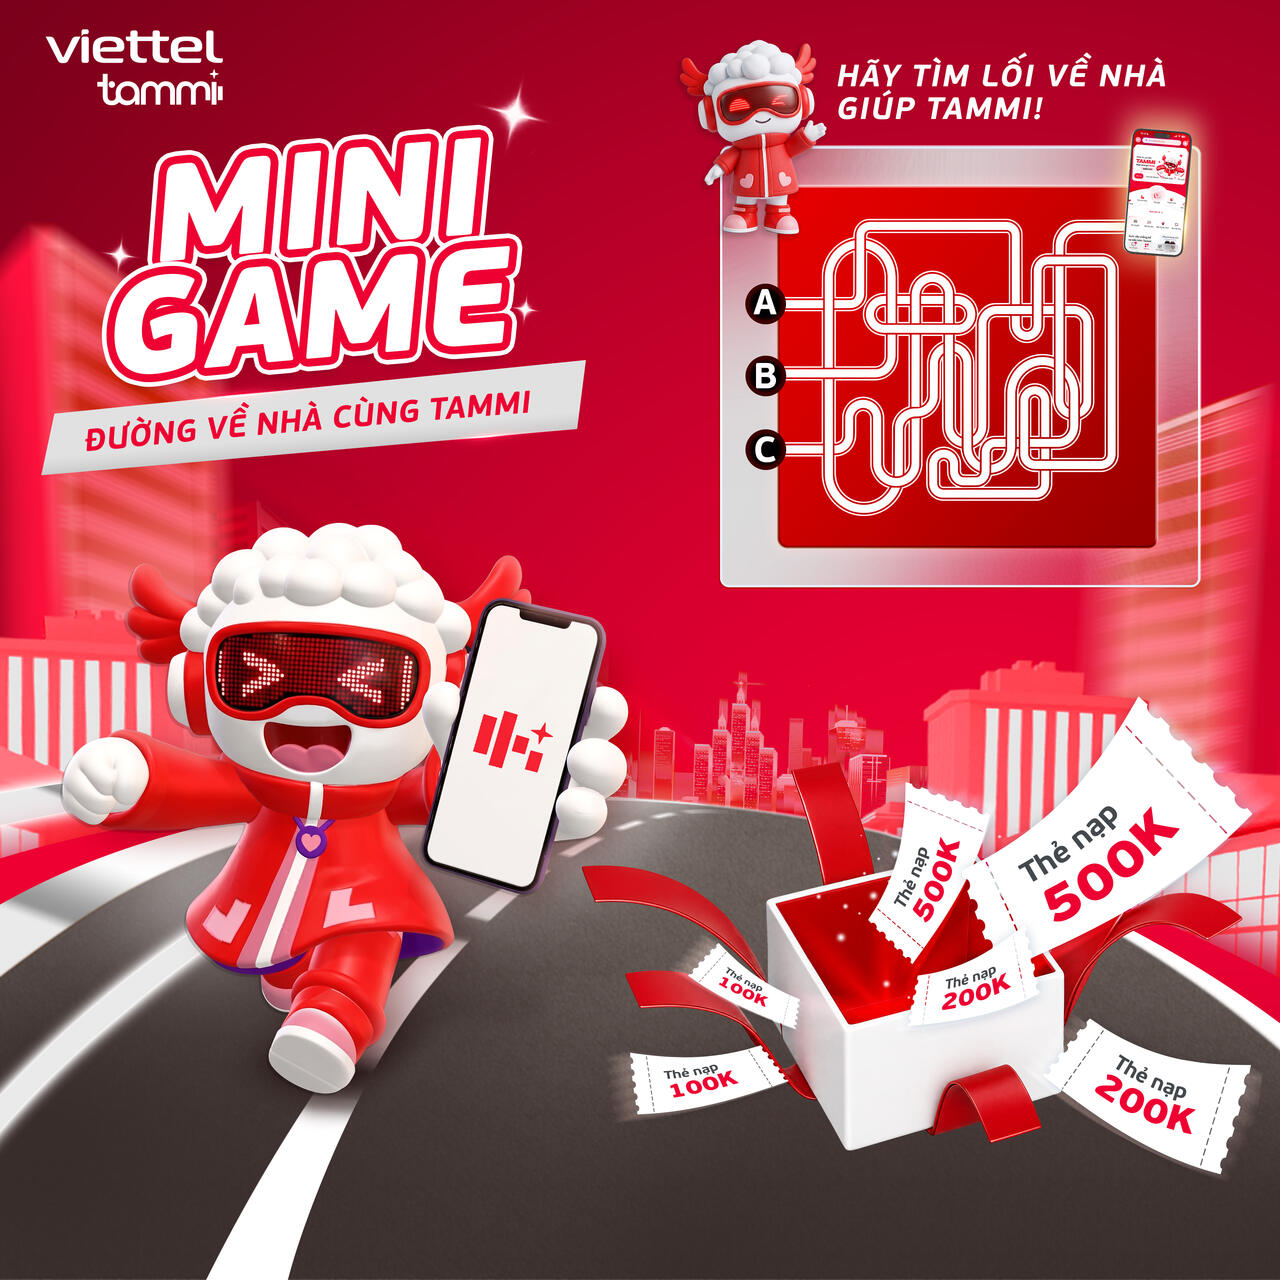 viettel
tammi
MINI
GAME
ĐƯỜNG VỀ NHÀ CÙNG TAMMI
HÃY TÌM LỐI VỀ NHÀ
GIÚP TAMMI!
TAMMI
A
B
C
Thẻ nạp
500K
Thẻ nạp
500K
Thẻ nạp
100K
Thẻ nạp
200K
Thẻ nạp
100K
Thẻ nạp
200K